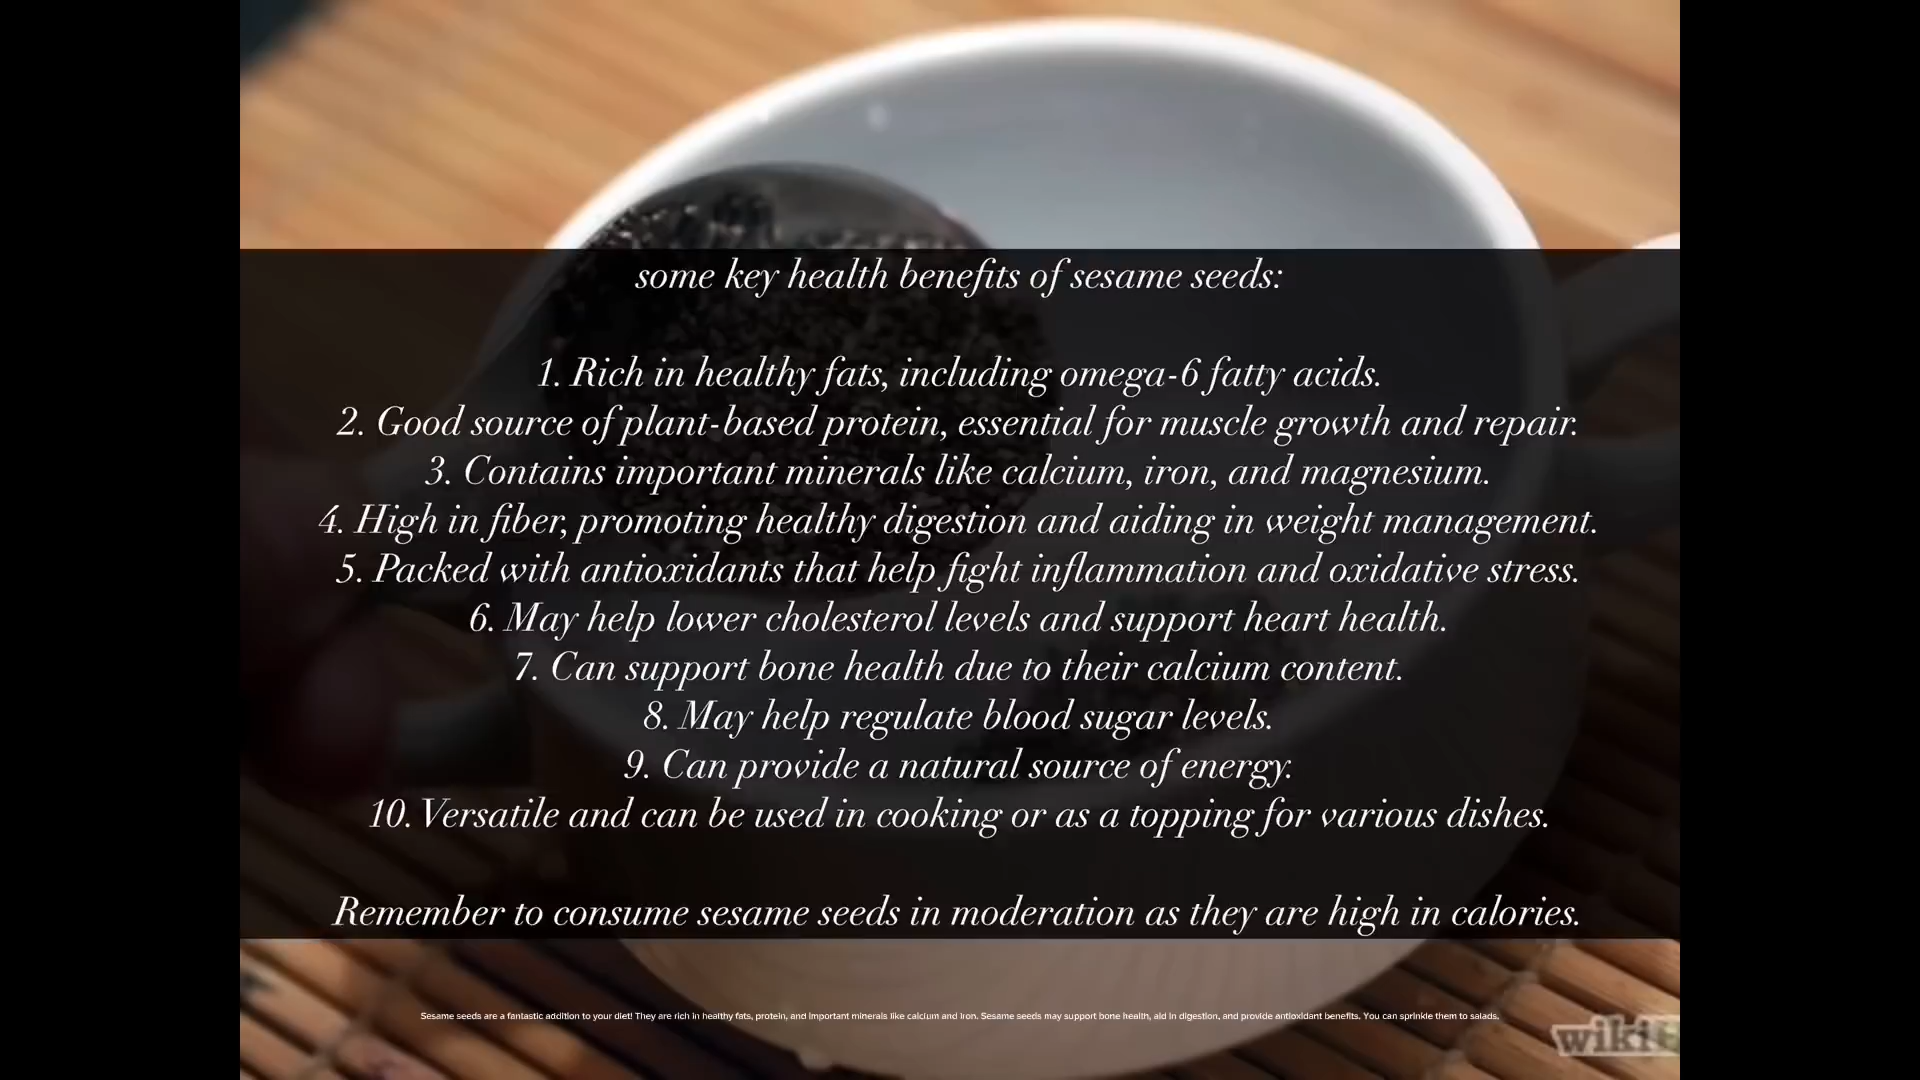 some key health benefits of sesame seeds:
1. Rich in healthy fats, including omega-6 fatty acids.
2. Good source of plant-based protein, essential for muscle growth and repair.
3. Contains important minerals like calcium, iron, and magnesium.
4. High in fiber, promoting healthy digestion and aiding in weight management.
5. Packed with antioxidants that help fight inflammation and oxidative stress.
6. May help lower cholesterol levels and support heart health.
7. Can support bone health due to their calcium content.
8. May help regulate blood sugar levels.
9. Can provide a natural source of energy.
10. Versatile and can be used in cooking or as a topping for various dishes.
Remember to consume sesame seeds in moderation as they are high in calories.
Sesame seeds are a fantastic addition to your diet! They are rich in healthy fats, protein, and important minerals like calcium and iron. Sesame seeds may support bone health, aid in digestion, and provide antioxidant benefits. You can sprinkle them to salads,